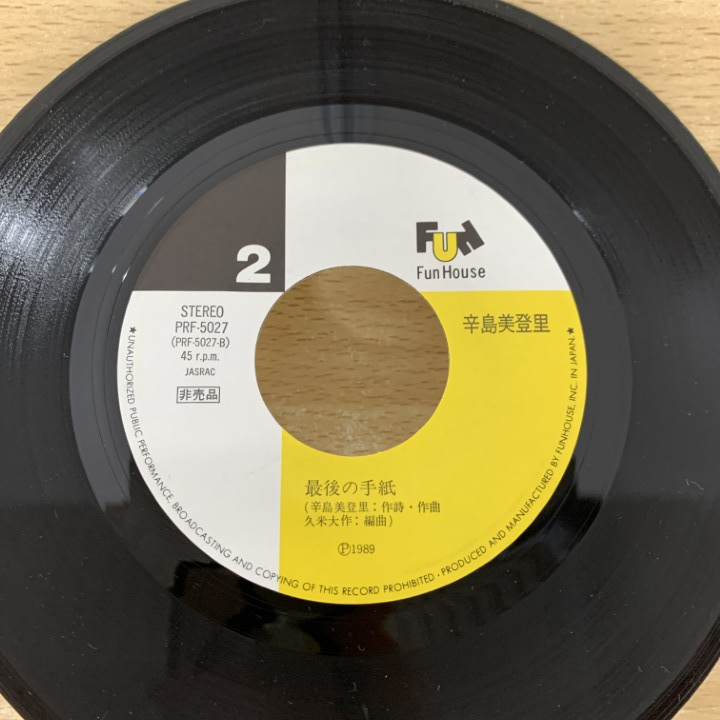 FUN
Fun House
2
STEREO
PRF-5027
(PRF-5027-B)
45 r.p.m.
JASRAC
非売品
辛島美登里
最後の手紙
(辛島美登里:作詩・作曲
久米大作:編曲)
Ⓟ1989
★UNAUTHORIZED PUBLIC PERFORMANCE, BROADCASTING AND COPYING OF THIS RECORD PROHIBITED・PRODUCED AND MANUFACTURED BY FUNHOUSE, INC. IN JAPAN.★